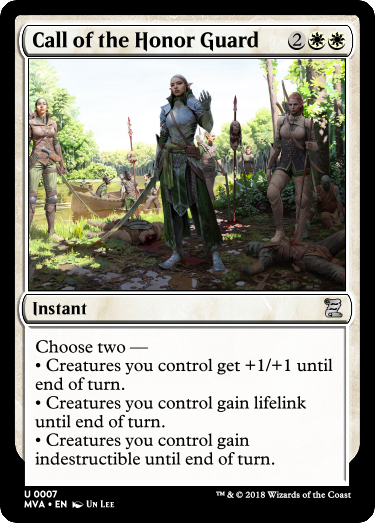 Call of the Honor Guard 2
Instant
Choose two —
• Creatures you control get +1/+1 until
end of turn.
• Creatures you control gain lifelink
until end of turn.
• Creatures you control gain
indestructible until end of turn.
U 0007
MVA • EN Un Lee
™ & © 2018 Wizards of the Coast